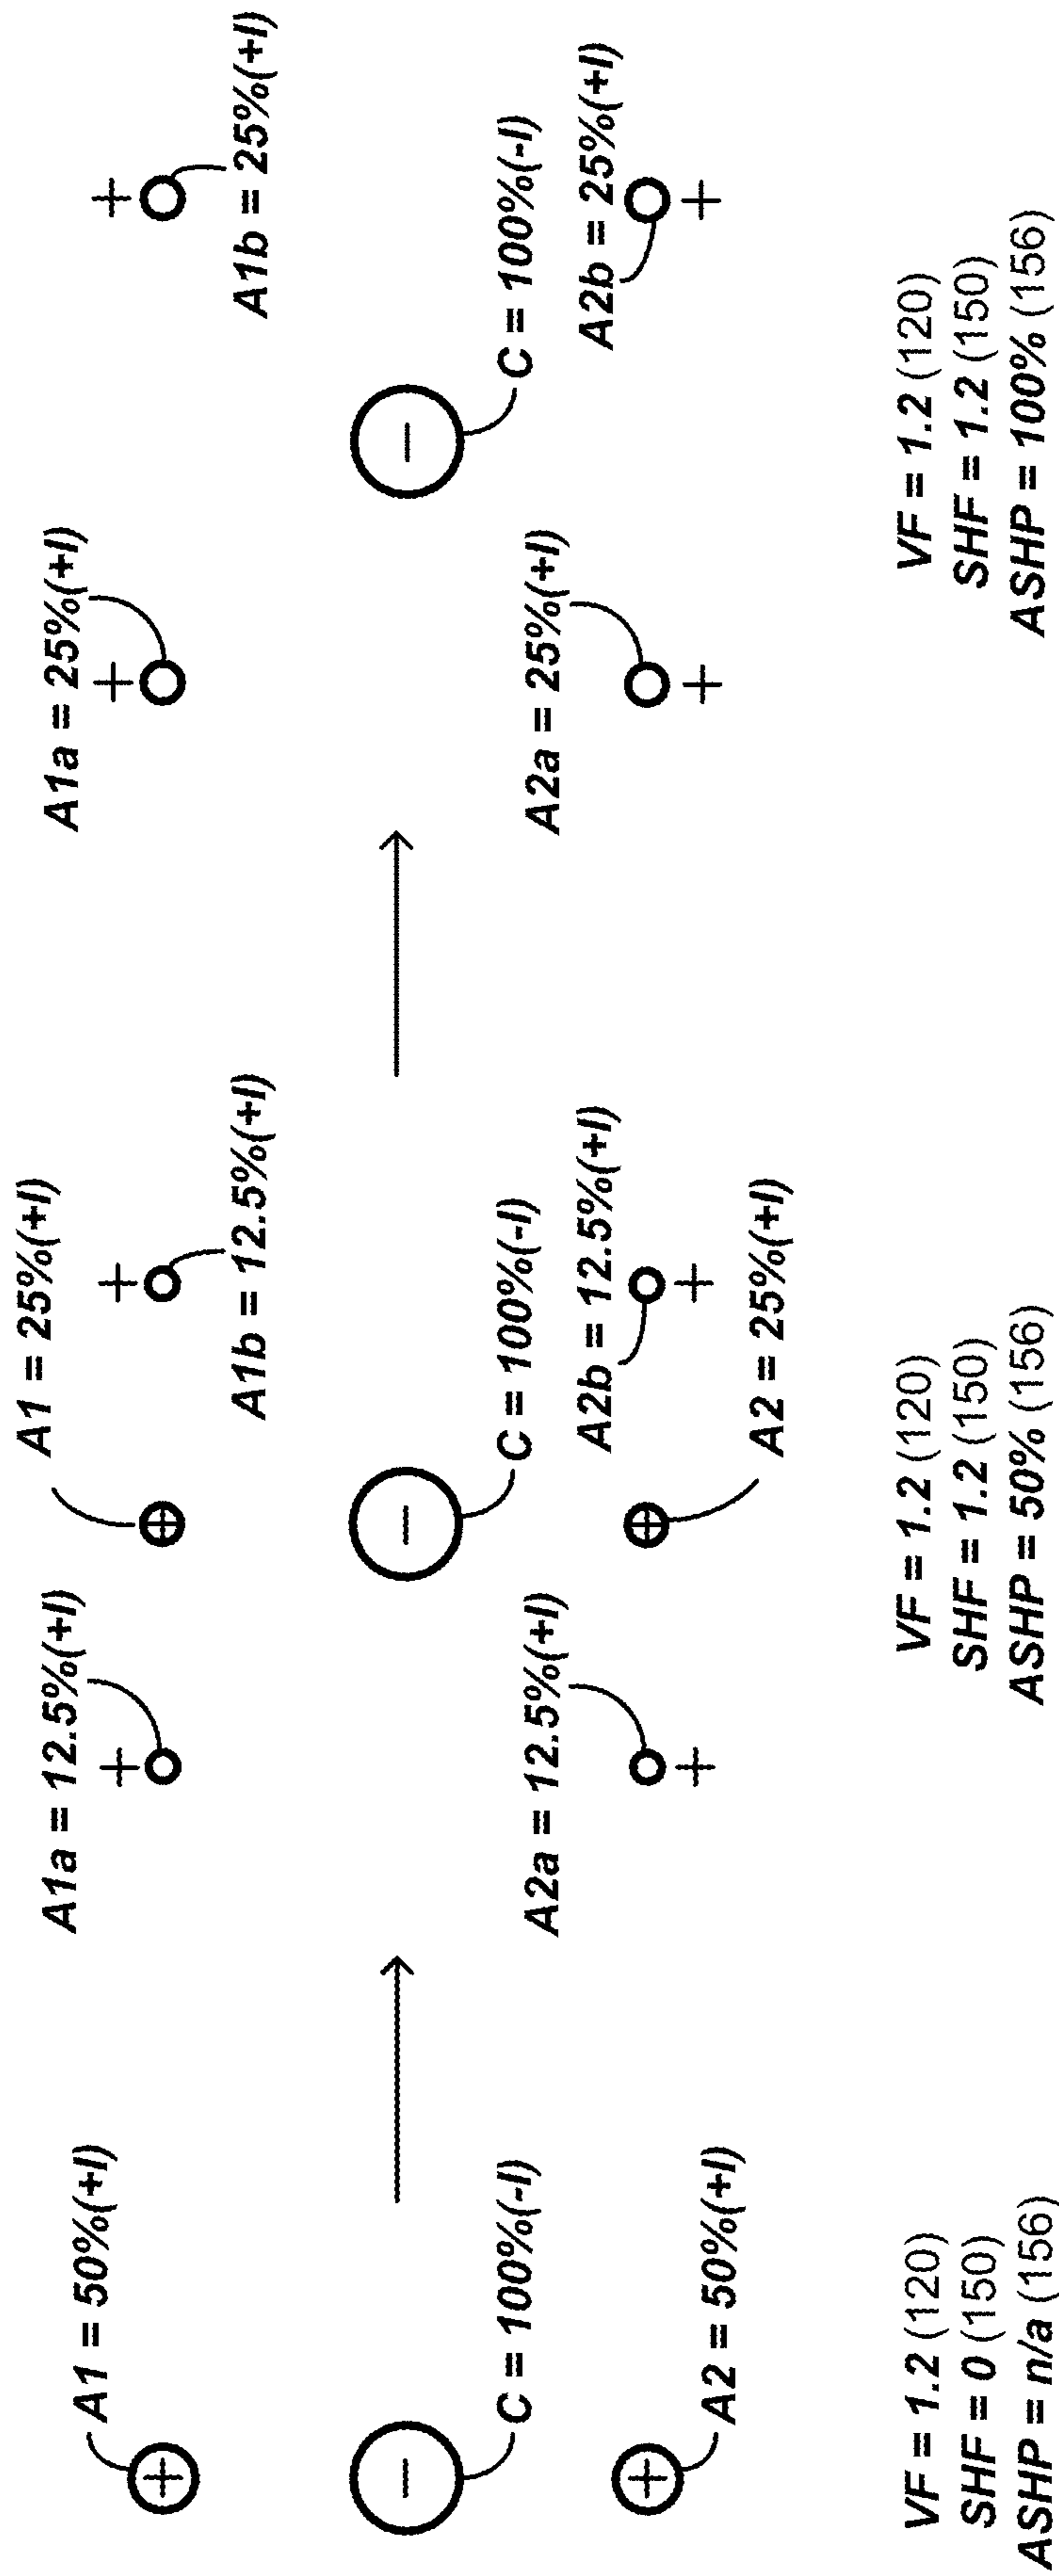 A1 = 50%(+I)
+
−
C = 100%(-I)
+
A2 = 50%(+I)
VF = 1.2 (120)
SHF = 0 (150)
ASHP = n/a (156)
A1a = 12.5%(+I)
A1 = 25%(+I)
+
+
+
A1b = 12.5%(+I)
−
C = 100%(-I)
A2a = 12.5%(+I)
A2b = 12.5%(+I)
+
+
+
A2 = 25%(+I)
VF = 1.2 (120)
SHF = 1.2 (150)
ASHP = 50% (156)
A1a = 25%(+I)
+
+
A1b = 25%(+I)
−
C = 100%(-I)
A2a = 25%(+I)
A2b = 25%(+I)
+
+
VF = 1.2 (120)
SHF = 1.2 (150)
ASHP = 100% (156)